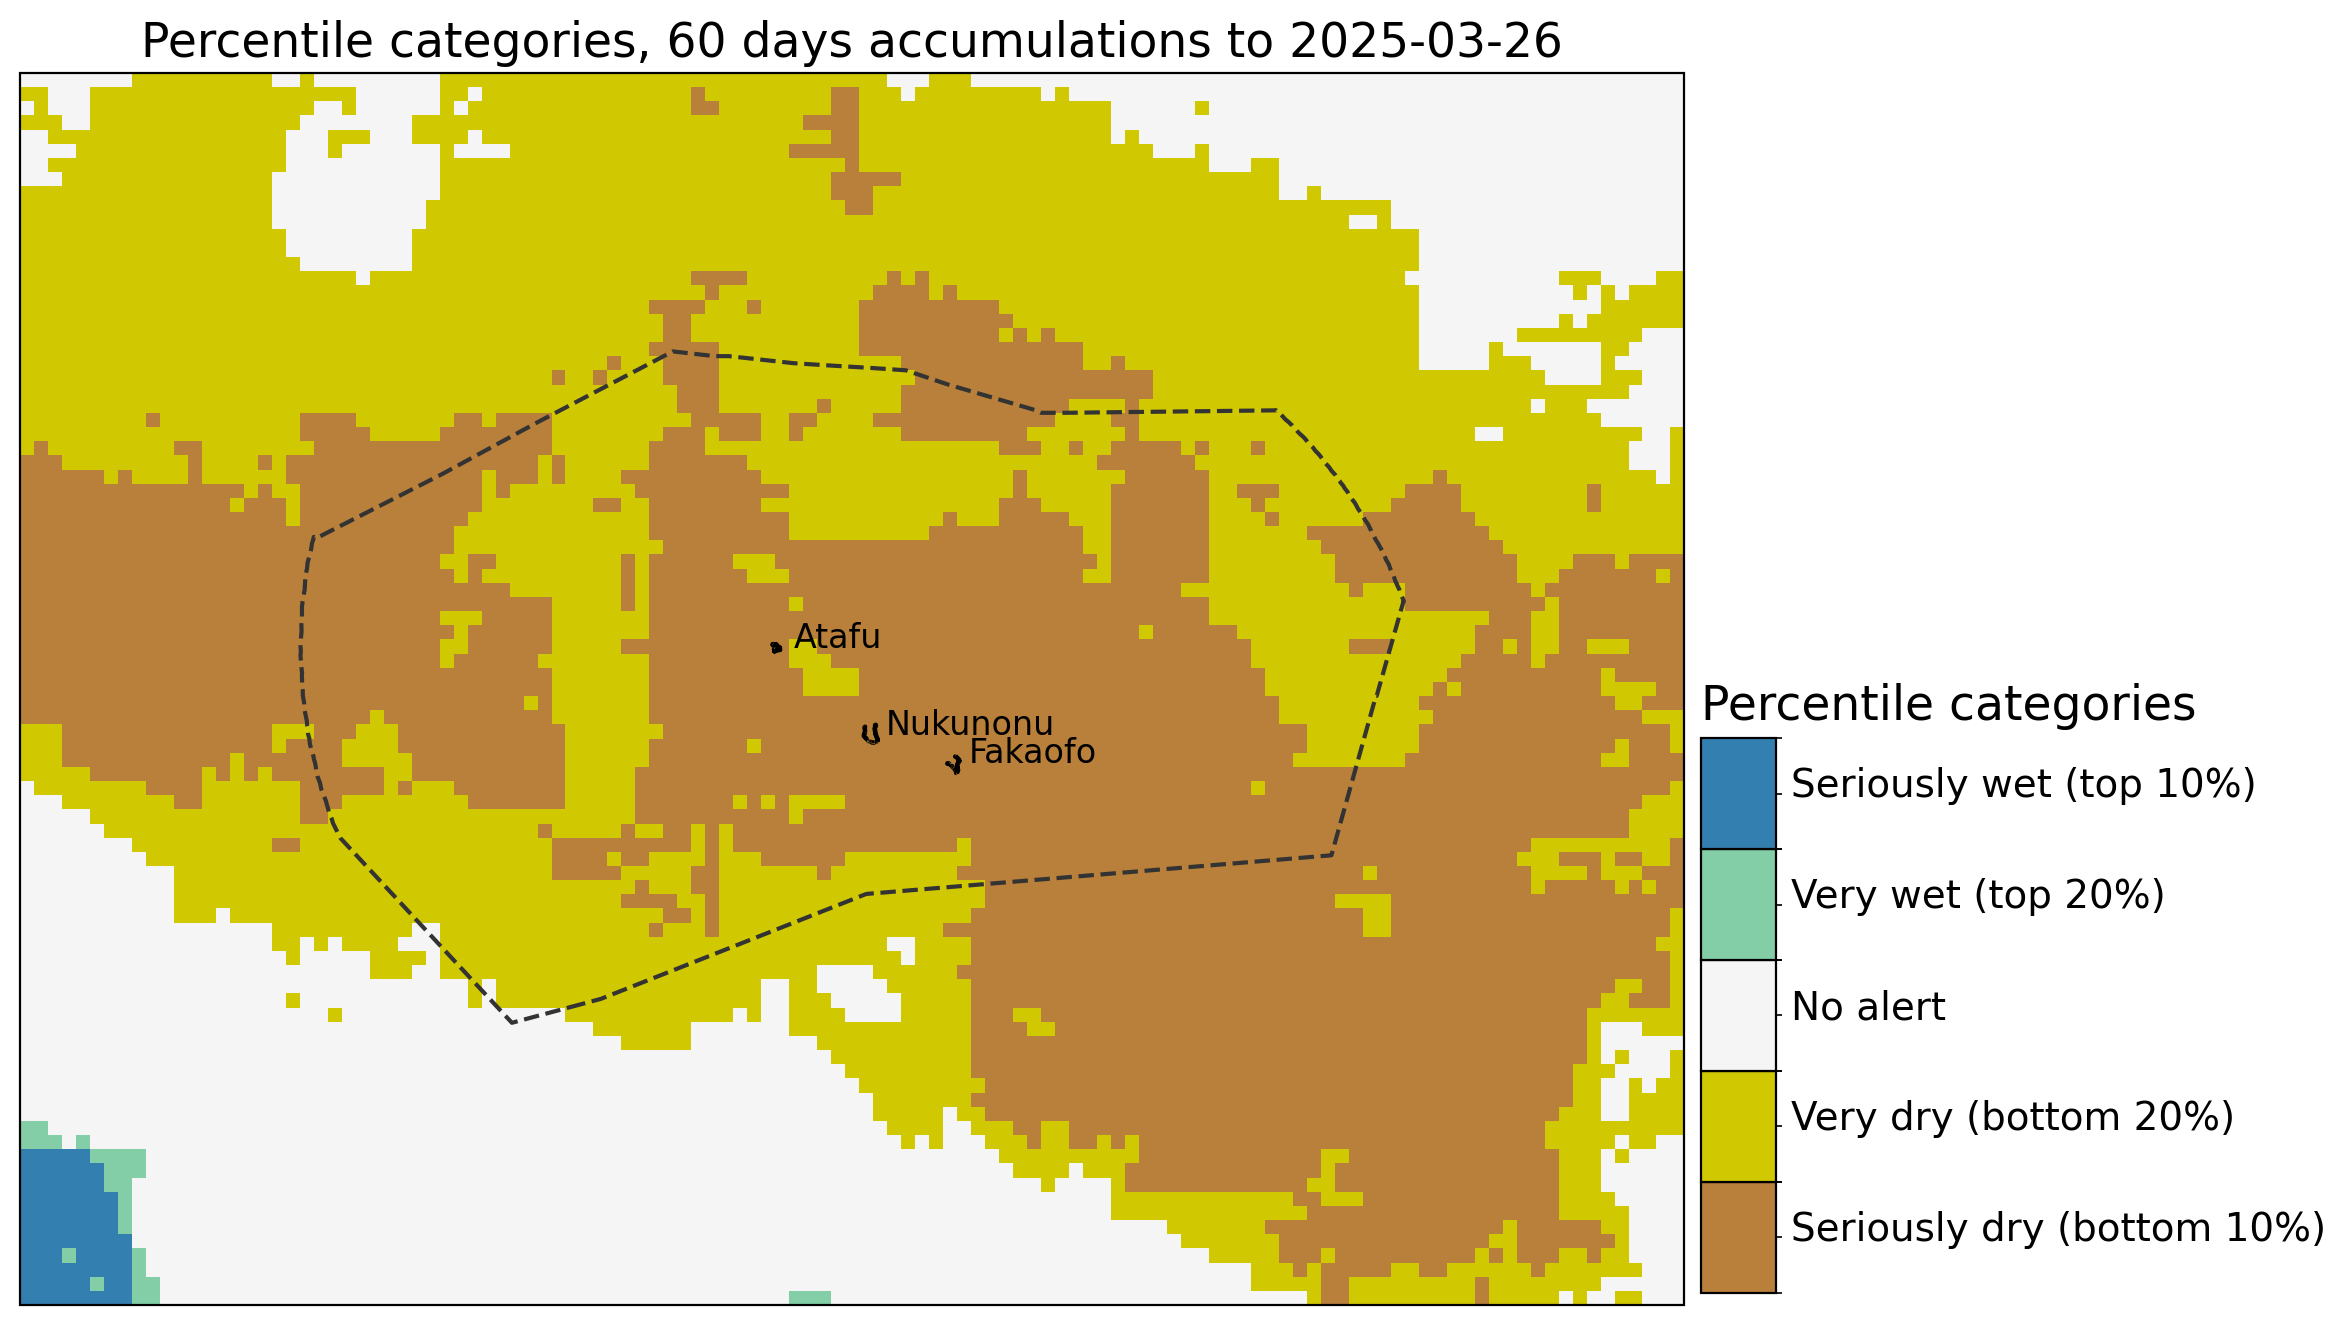 Percentile categories, 60 days accumulations to 2025-03-26
Atafu
Nukunonu
Fakaofo
Percentile categories
Seriously wet (top 10%)
Very wet (top 20%)
No alert
Very dry (bottom 20%)
Seriously dry (bottom 10%)